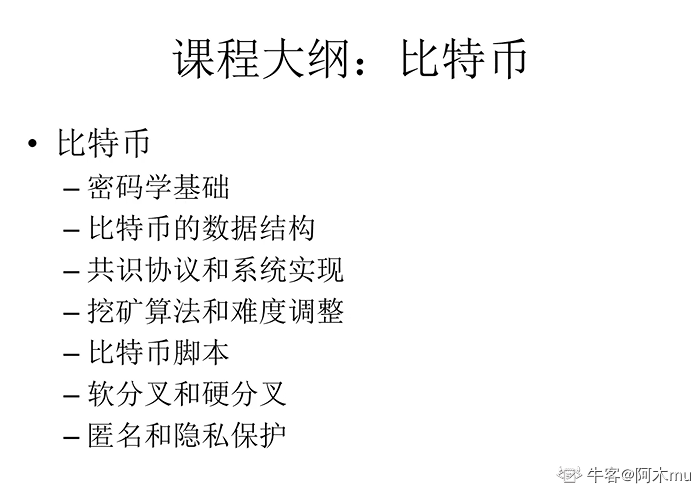 课程大纲：比特币
• 比特币
– 密码学基础
– 比特币的数据结构
– 共识协议和系统实现
– 挖矿算法和难度调整
– 比特币脚本
– 软分叉和硬分叉
– 匿名和隐私保护
牛客@阿木mu